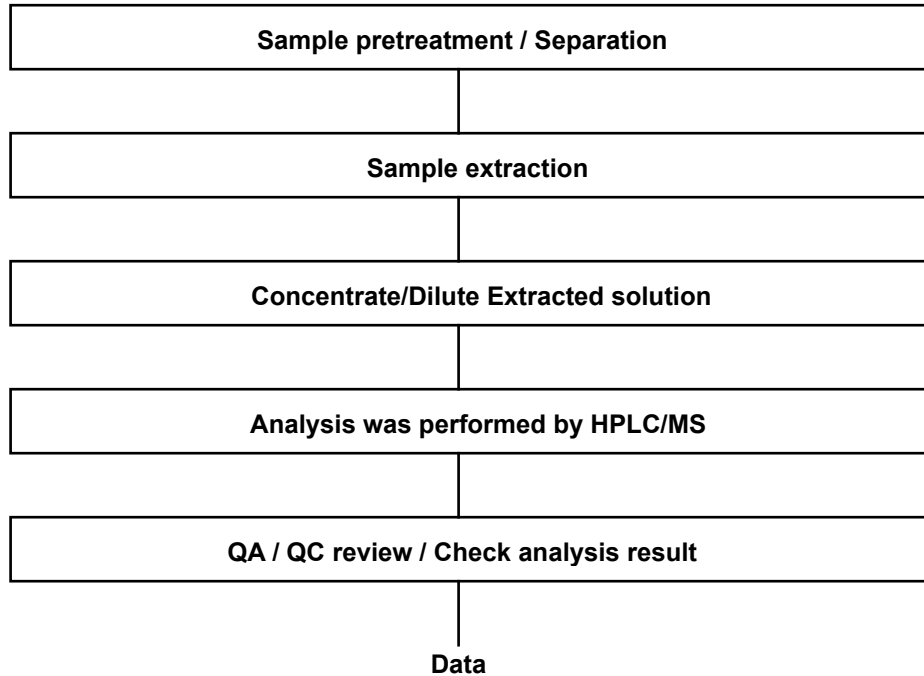 Sample pretreatment / Separation
Sample extraction
Concentrate/Dilute Extracted solution
Analysis was performed by HPLC/MS
QA / QC review / Check analysis result
Data